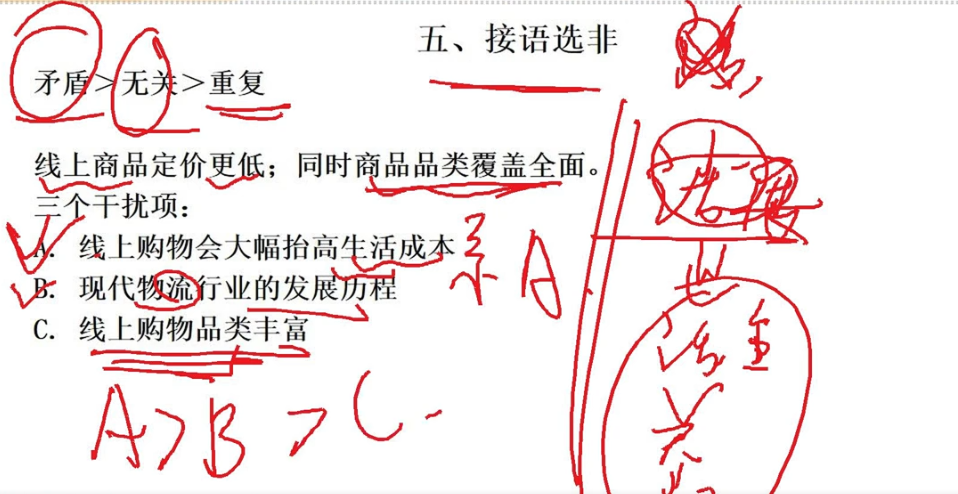 五、接语选非
矛盾＞无关＞重复
线上商品定价更低；同时商品品类覆盖全面。
三个干扰项：
A. 线上购物会大幅抬高生活成本
B. 现代物流行业的发展历程
C. 线上购物品类丰富
A
A>B>C